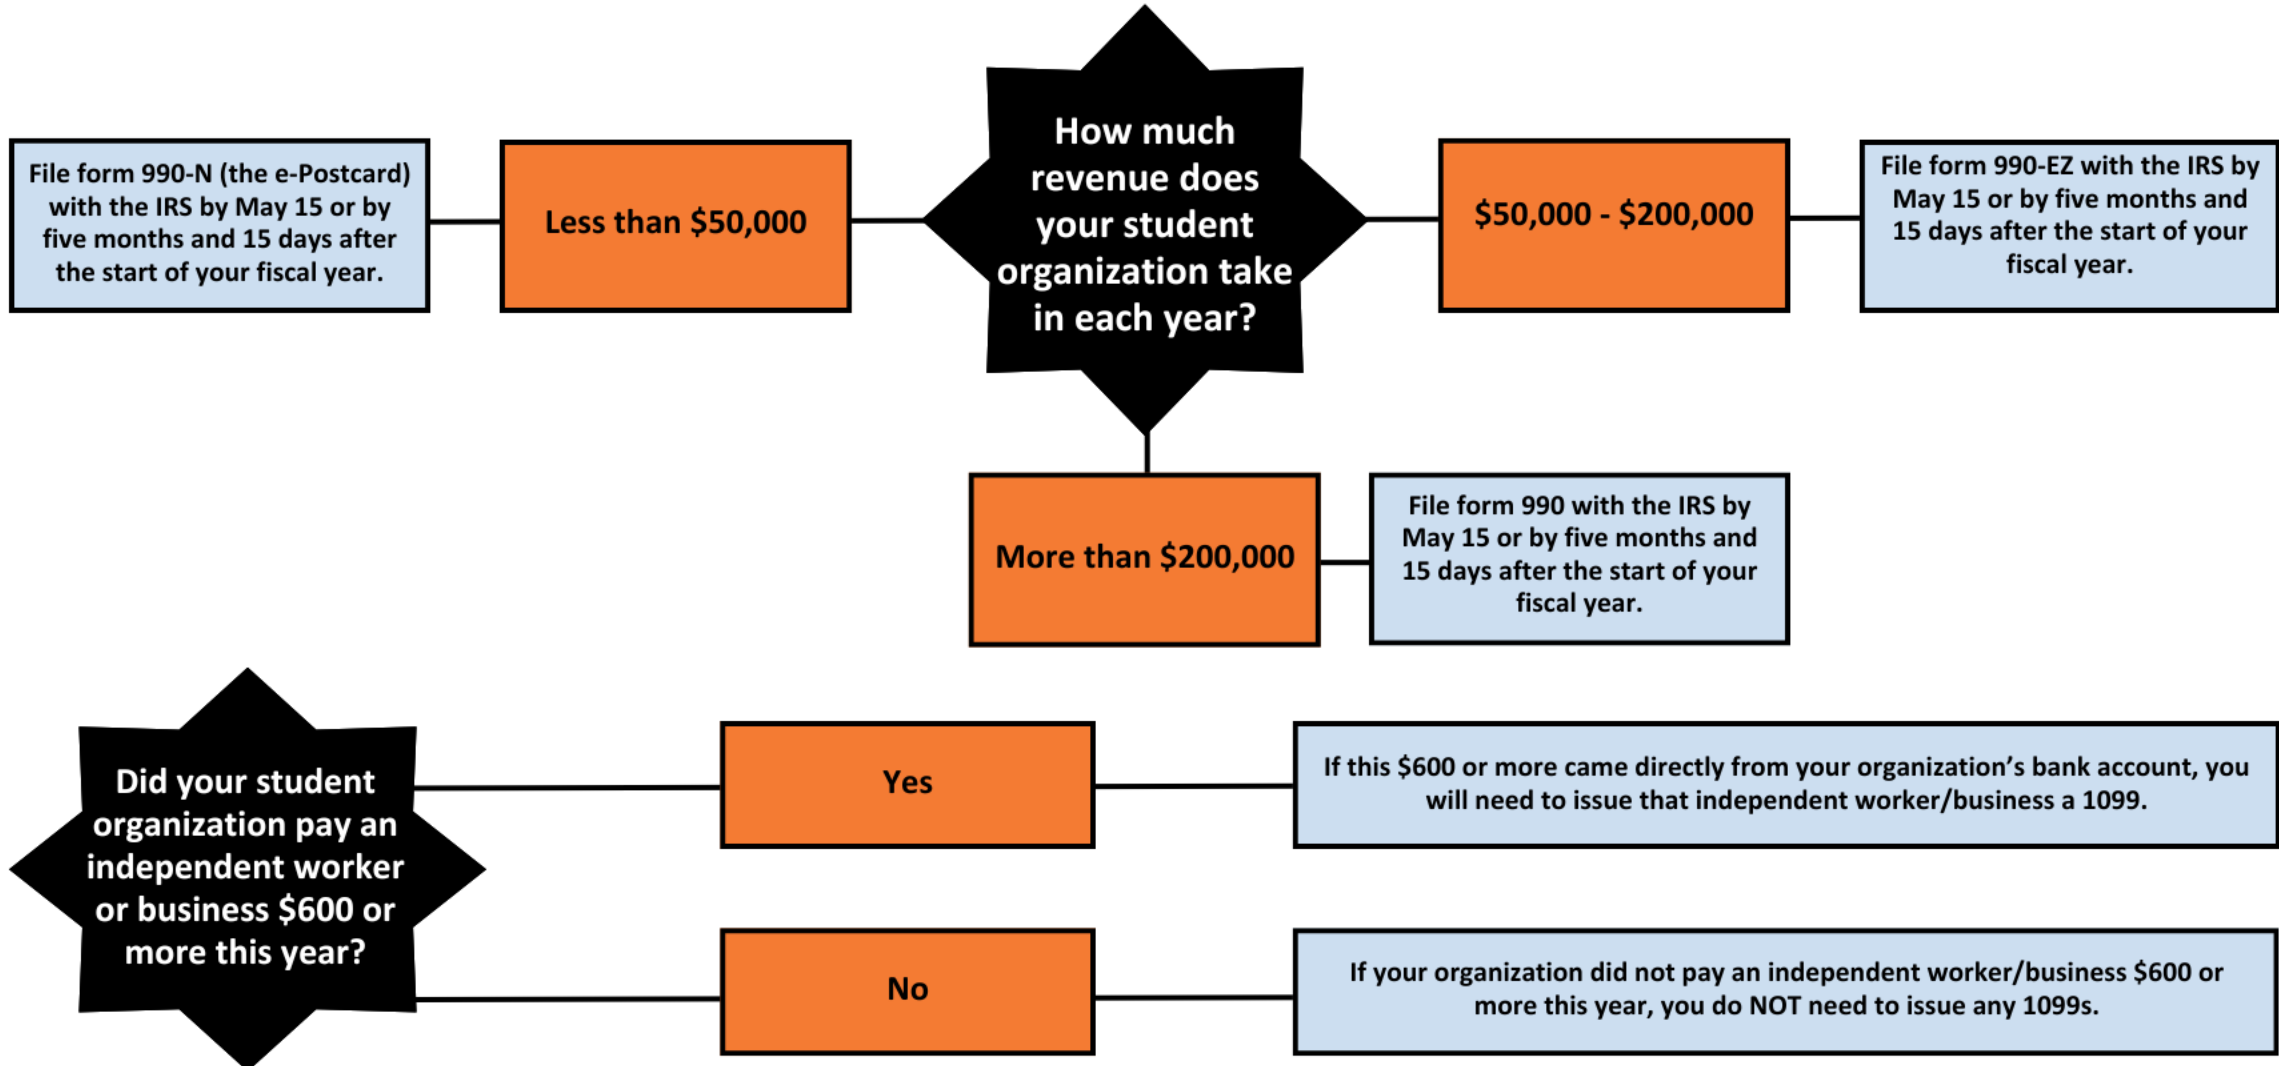 How much
revenue does
your student
organization take
in each year?
File form 990-N (the e-Postcard)
with the IRS by May 15 or by
five months and 15 days after
the start of your fiscal year.
Less than $50,000
$50,000 - $200,000
File form 990-EZ with the IRS by
May 15 or by five months and
15 days after the start of your
fiscal year.
More than $200,000
File form 990 with the IRS by
May 15 or by five months and
15 days after the start of your
fiscal year.
Did your student
organization pay an
independent worker
or business $600 or
more this year?
Yes
If this $600 or more came directly from your organization’s bank account, you
will need to issue that independent worker/business a 1099.
No
If your organization did not pay an independent worker/business $600 or
more this year, you do NOT need to issue any 1099s.